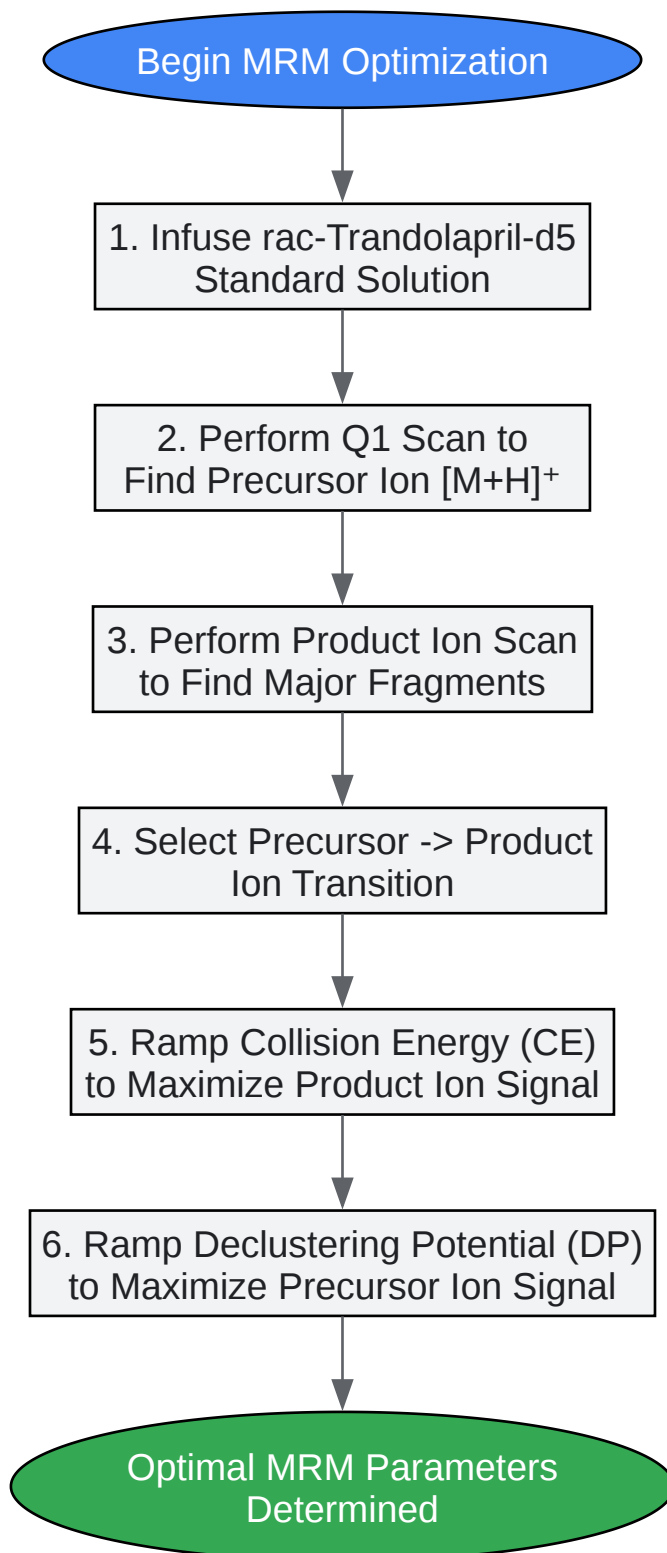 Begin MRM Optimization
1. Infuse rac-Trandolapril-d5
Standard Solution
2. Perform Q1 Scan to
Find Precursor Ion [M+H]⁺
3. Perform Product Ion Scan
to Find Major Fragments
4. Select Precursor -> Product
Ion Transition
5. Ramp Collision Energy (CE)
to Maximize Product Ion Signal
6. Ramp Declustering Potential (DP)
to Maximize Precursor Ion Signal
Optimal MRM Parameters
Determined